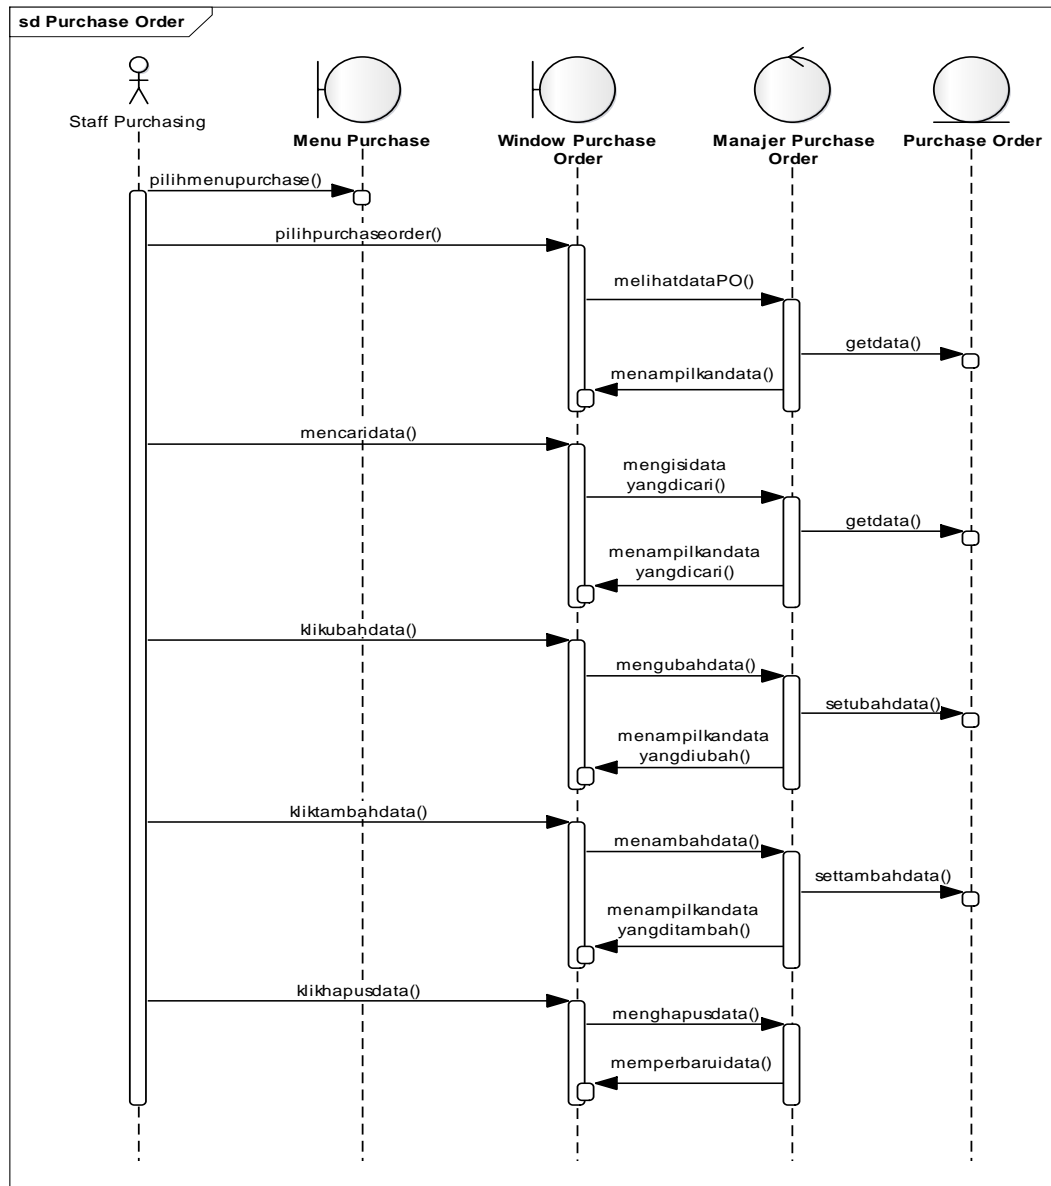 sd Purchase Order
Staff Purchasing
Menu Purchase
Window Purchase
Order
Manajer Purchase
Order
Purchase Order
pilihmenupurchase()
pilihpurchaseorder()
melihatdataPO()
getdata()
menampilkandata()
mencaridata()
mengisidata
yangdicari()
getdata()
menampilkandata
yangdicari()
klikubahdata()
mengubahdata()
setubahdata()
menampilkandata
yangdiubah()
kliktambahdata()
menambahdata()
settambahdata()
menampilkandata
yangditambah()
klikhapusdata()
menghapusdata()
memperbaruidata()